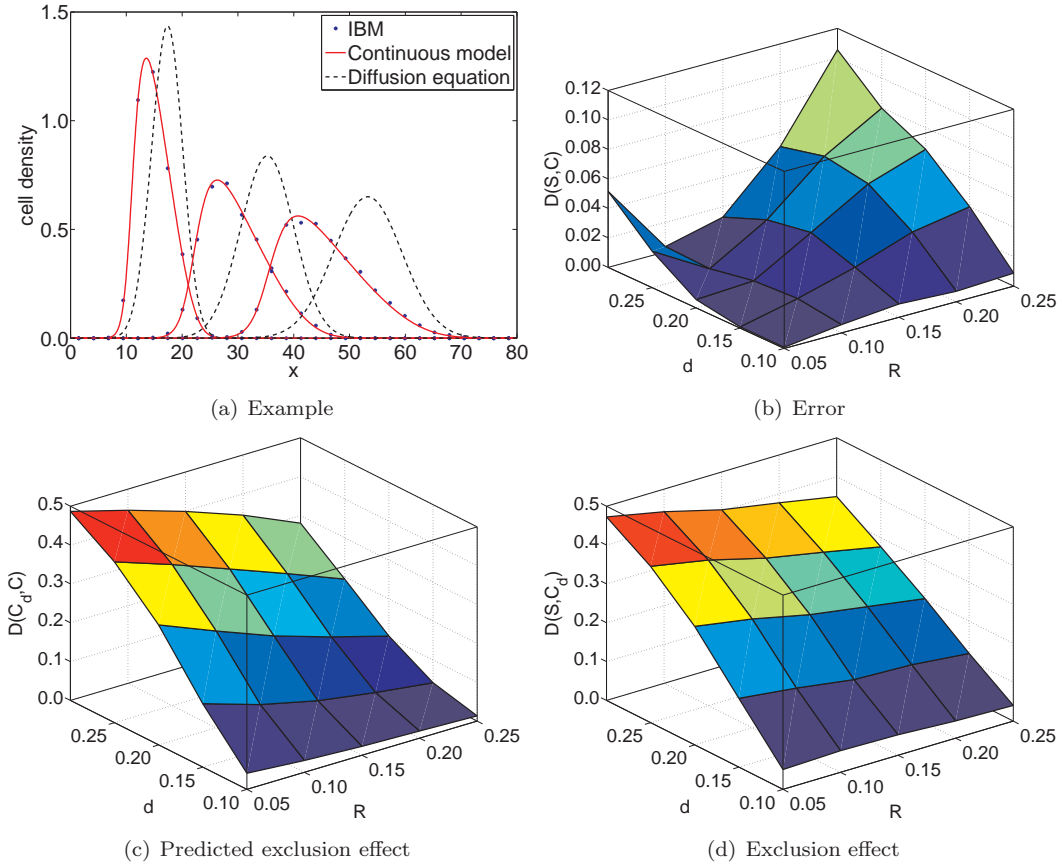 1.5
1.0
0.5
0.0
cell density
0 10 20 30 40 50 60 70 80
x
IBM
Continuous model
Diffusion equation
(a) Example
0.12
0.10
0.08
0.06
0.04
0.02
0.00
D(S,C)
0.25
0.20
0.15
0.10
d
0.05
0.10
0.15
0.20
0.25
R
(b) Error
0.5
0.4
0.3
0.2
0.1
0.0
D(C_d,C)
0.25
0.20
0.15
0.10
d
0.05
0.10
0.15
0.20
0.25
R
(c) Predicted exclusion effect
0.5
0.4
0.3
0.2
0.1
0.0
D(S,C_d)
0.25
0.20
0.15
0.10
d
0.05
0.10
0.15
0.20
0.25
R
(d) Exclusion effect